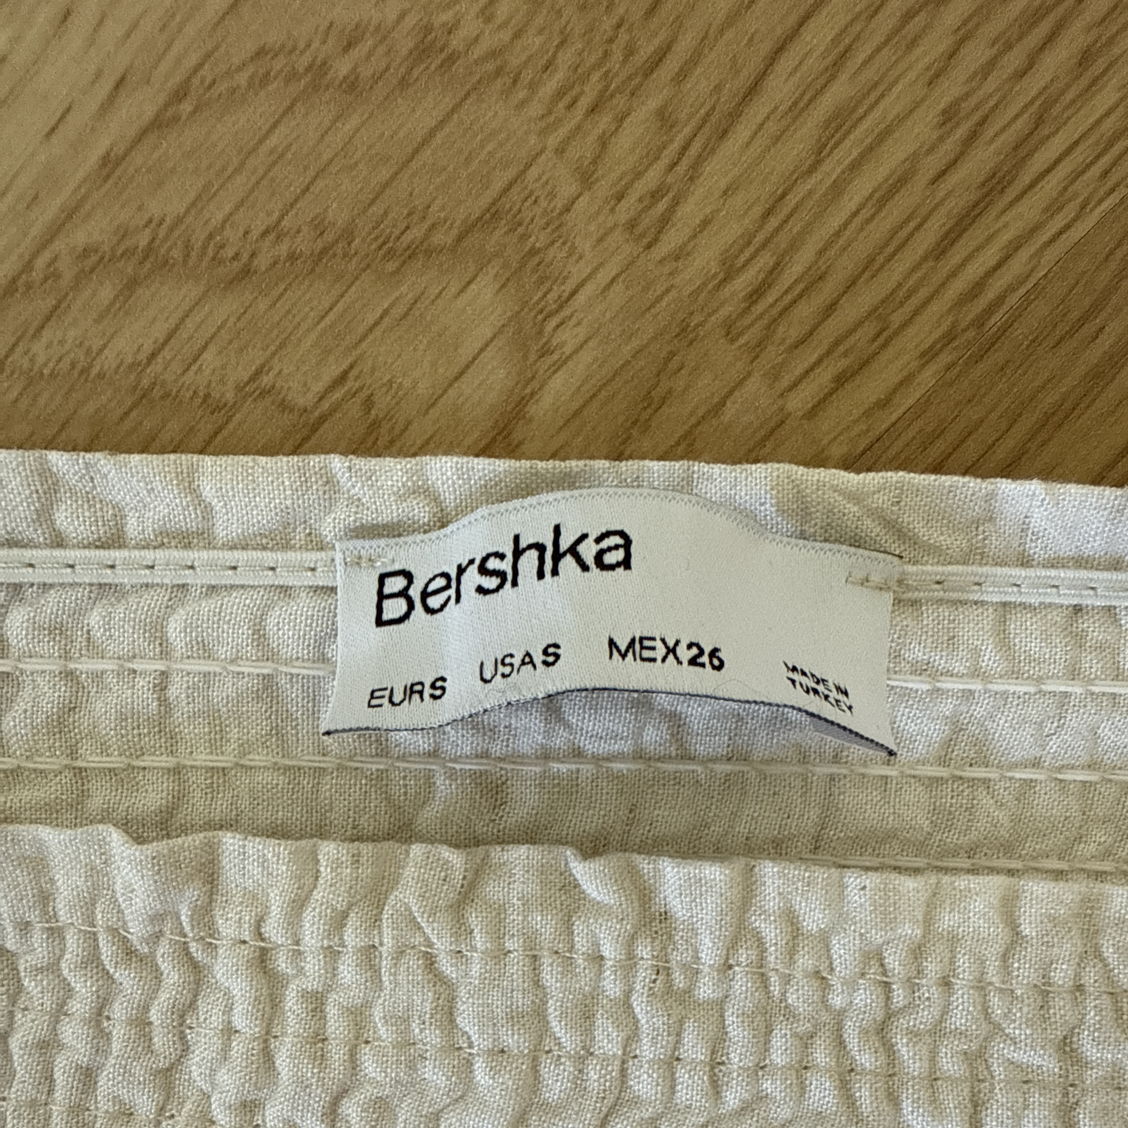 Bershka
EUR S USA S MEX 26
MADE IN
TURKEY